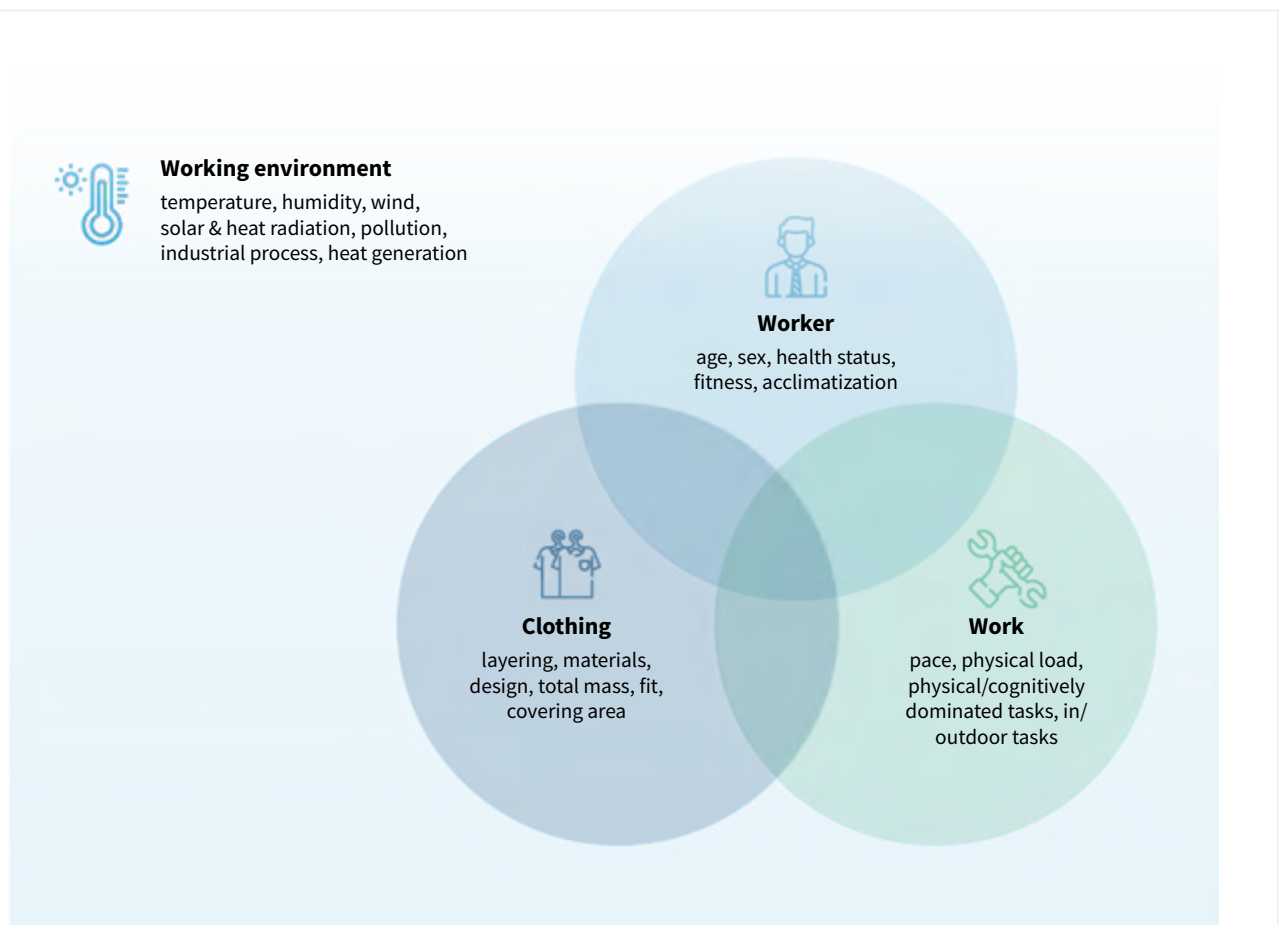 Working environment
temperature, humidity, wind,
solar & heat radiation, pollution,
industrial process, heat generation
Worker
age, sex, health status,
fitness, acclimatization
Clothing
layering, materials,
design, total mass, fit,
covering area
Work
pace, physical load,
physical/cognitively
dominated tasks, in/
outdoor tasks